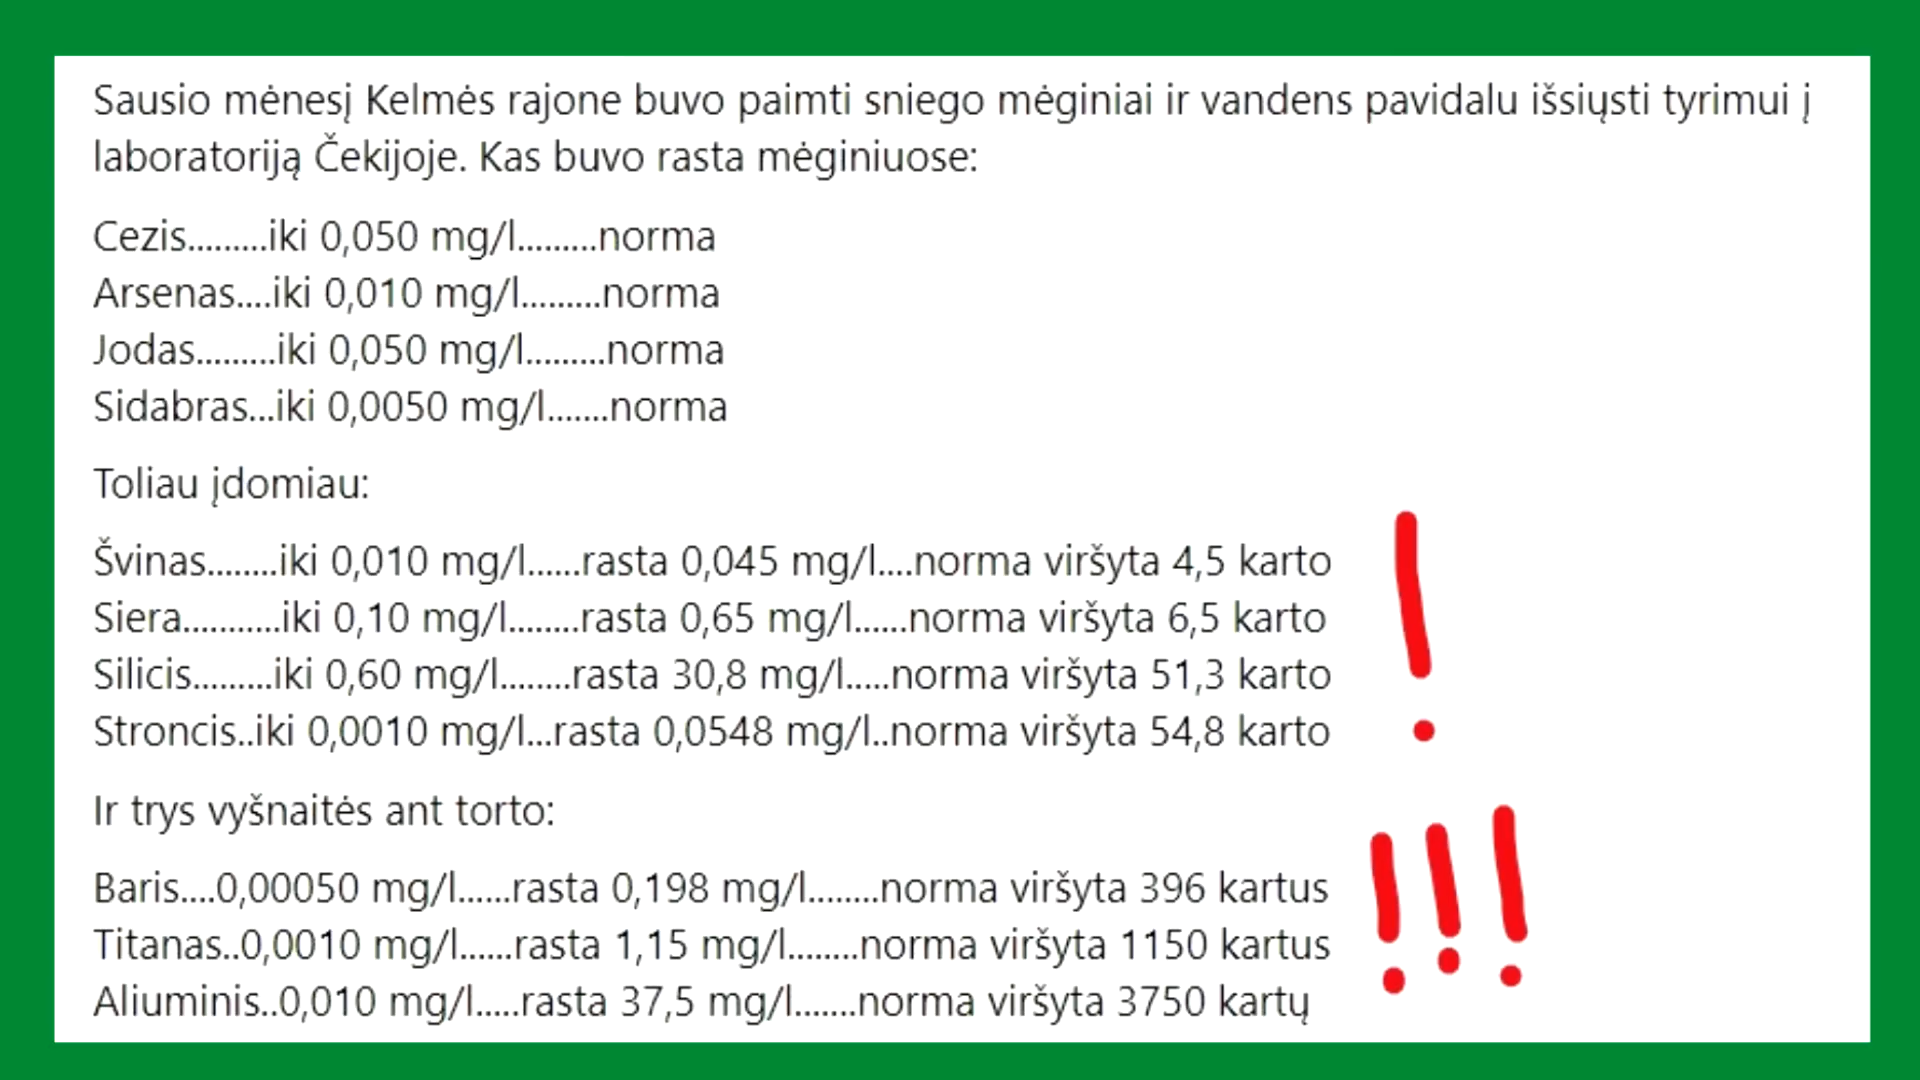 Sausio mėnesį Kelmės rajone buvo paimti sniego mėginiai ir vandens pavidalu išsiųsti tyrimui į
laboratoriją Čekijoje. Kas buvo rasta mėginiuose:
Cezis.........iki 0,050 mg/l.........norma
Arsenas....iki 0,010 mg/l.........norma
Jodas.........iki 0,050 mg/l.........norma
Sidabras...iki 0,0050 mg/l.......norma
Toliau įdomiau:
Švinas........iki 0,010 mg/l......rasta 0,045 mg/l....norma viršyta 4,5 karto
Siera...........iki 0,10 mg/l........rasta 0,65 mg/l......norma viršyta 6,5 karto
Silicis.........iki 0,60 mg/l........rasta 30,8 mg/l.....norma viršyta 51,3 karto
Stroncis..iki 0,0010 mg/l...rasta 0,0548 mg/l..norma viršyta 54,8 karto
!
Ir trys vyšnaitės ant torto:
Baris....0,00050 mg/l......rasta 0,198 mg/l........norma viršyta 396 kartus
Titanas..0,0010 mg/l......rasta 1,15 mg/l........norma viršyta 1150 kartus
Aliuminis..0,010 mg/l.....rasta 37,5 mg/l.......norma viršyta 3750 kartų
!!!